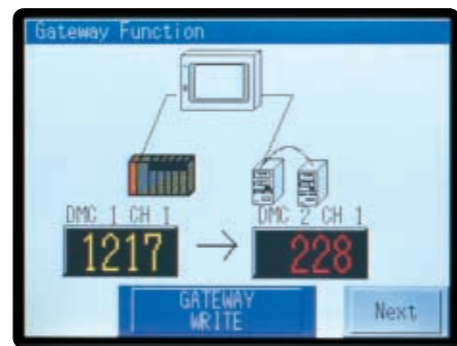 Gateway Function
DMC 1 CH 1
DMC 2 CH 1
1217
228
GATEWAY
WRITE
Next